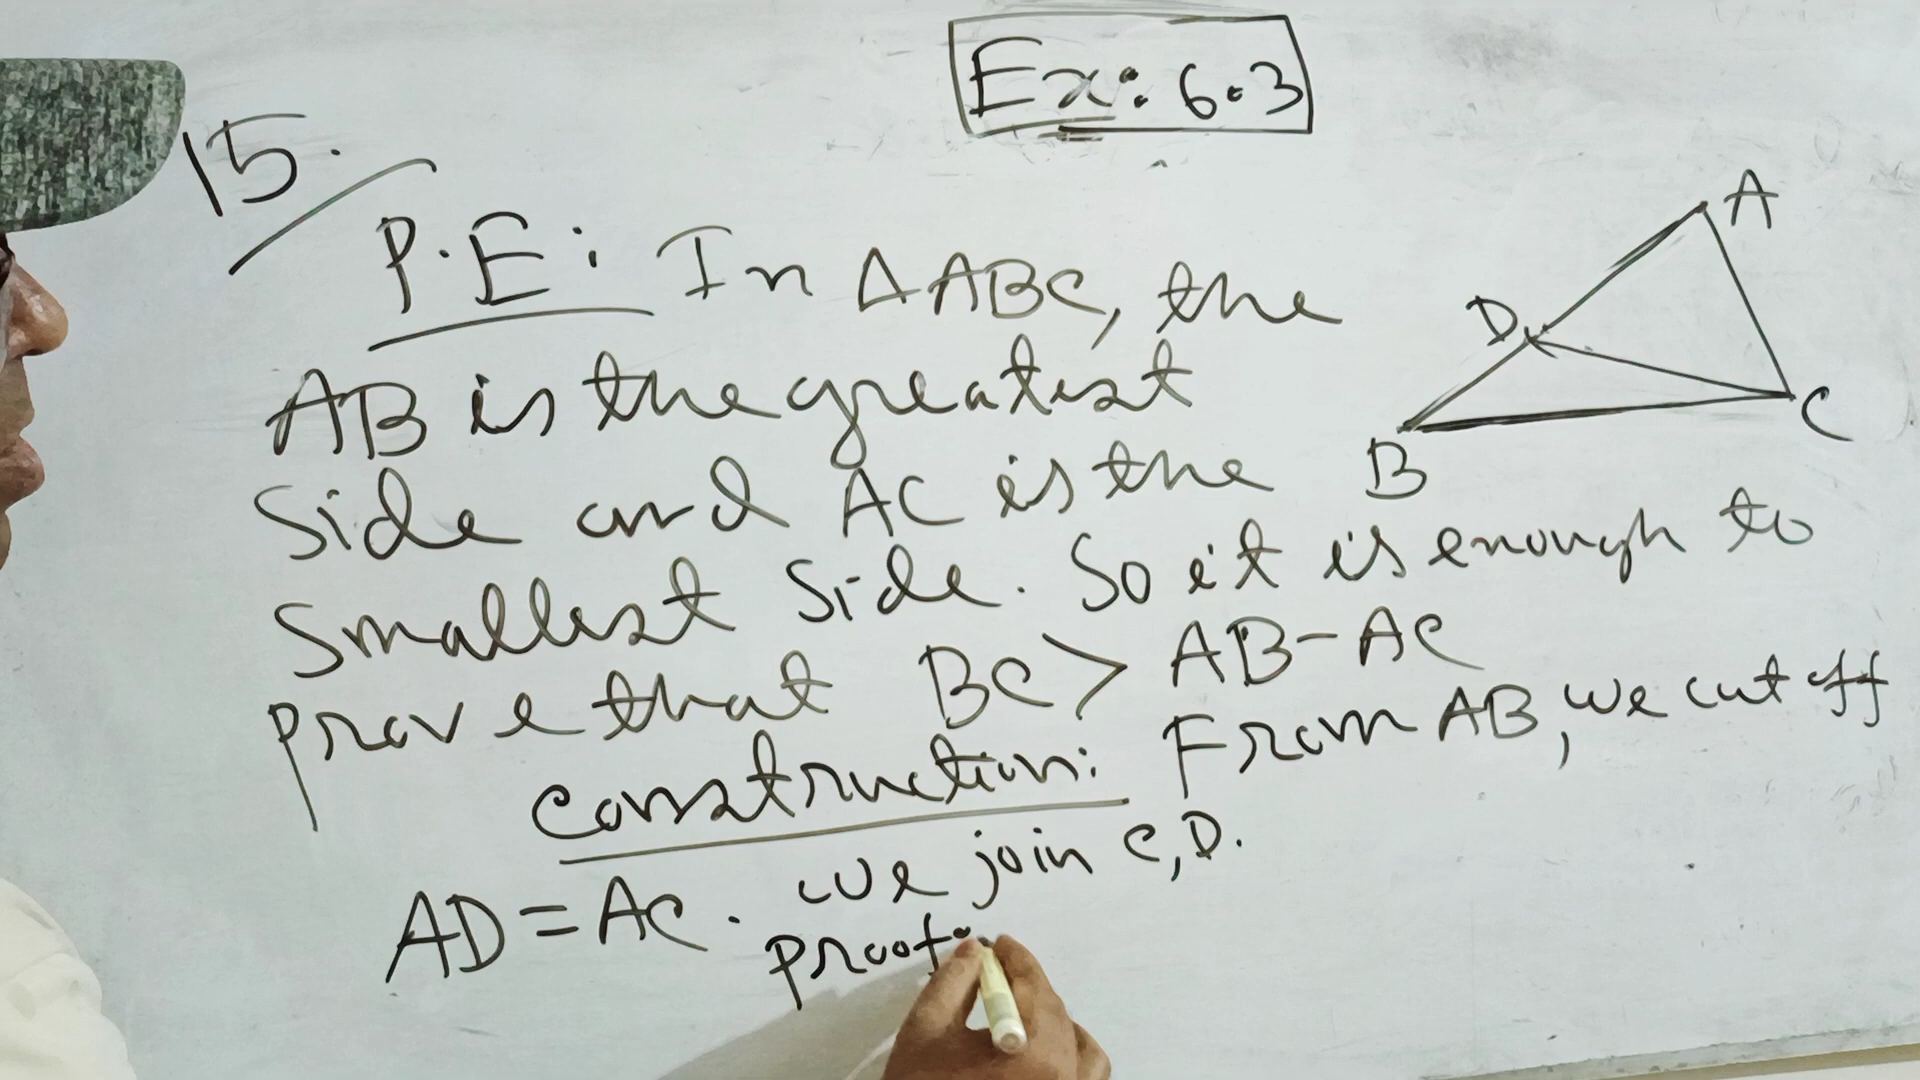 Ex: 6.3
15.
P.E: In ΔABC, the
AB is the greatest
side and AC is the
smallest side. So it is enough to
prove that BC > AB - AC
construction: From AB, we cut off
AD = AC. we join C, D.
proof:
A
D
B
C